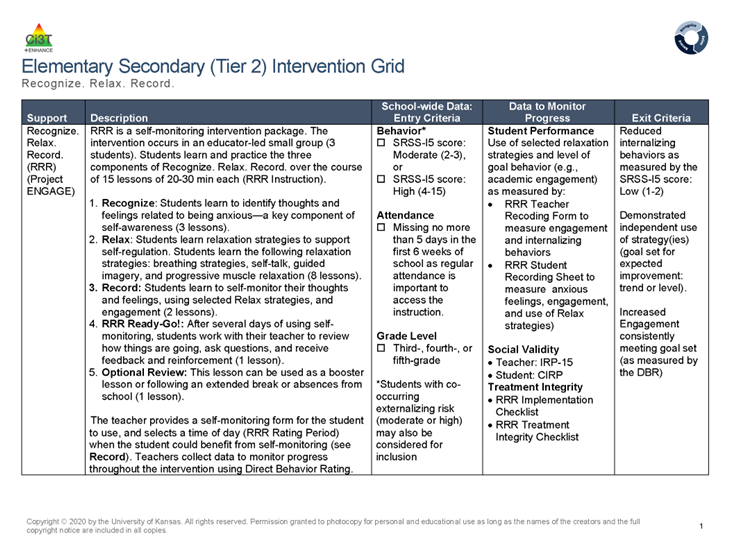 Ci3T
ENHANCE
Elementary Secondary (Tier 2) Intervention Grid
Recognize. Relax. Record.
Support
Description
School-wide Data:
Entry Criteria
Data to Monitor
Progress
Exit Criteria
Recognize.
Relax.
Record.
(RRR)
(Project
ENGAGE)
RRR is a self-monitoring intervention package. The
intervention occurs in an educator-led small group (3
students). Students learn and practice the three
components of Recognize. Relax. Record. over the course
of 15 lessons of 20-30 min each (RRR Instruction).
1. Recognize: Students learn to identify thoughts and
feelings related to being anxious—a key component of
self-awareness (3 lessons).
2. Relax: Students learn relaxation strategies to support
self-regulation. Students learn the following relaxation
strategies: breathing strategies, self-talk, guided
imagery, and progressive muscle relaxation (8 lessons).
3. Record: Students learn to self-monitor their thoughts
and feelings, using selected Relax strategies, and
engagement (2 lessons).
4. RRR Ready-Go!: After several days of using self-
monitoring, students work with their teacher to review
how things are going, ask questions, and receive
feedback and reinforcement (1 lesson).
5. Optional Review: This lesson can be used as a booster
lesson or following an extended break or absences from
school (1 lesson).
The teacher provides a self-monitoring form for the student
to use, and selects a time of day (RRR Rating Period)
when the student could benefit from self-monitoring (see
Record). Teachers collect data to monitor progress
throughout the intervention using Direct Behavior Rating.
Behavior*
☐ SRSS-I5 score:
Moderate (2-3),
or
☐ SRSS-I5 score:
High (4-15)
Attendance
☐ Missing no more
than 5 days in the
first 6 weeks of
school as regular
attendance is
important to
access the
instruction.
Grade Level
☐ Third-, fourth-, or
fifth-grade
*Students with co-
occurring
externalizing risk
(moderate or high)
may also be
considered for
inclusion
Student Performance
Use of selected relaxation
strategies and level of
goal behavior (e.g.,
academic engagement)
as measured by:
• RRR Teacher
Recoding Form to
measure engagement
and internalizing
behaviors
• RRR Student
Recording Sheet to
measure anxious
feelings, engagement,
and use of Relax
strategies)
Social Validity
• Teacher: IRP-15
• Student: CIRP
Treatment Integrity
• RRR Implementation
Checklist
• RRR Treatment
Integrity Checklist
Reduced
internalizing
behaviors as
measured by the
SRSS-I5 score:
Low (1-2)
Demonstrated
independent use
of strategy(ies)
(goal set for
expected
improvement:
trend or level).
Increased
Engagement
consistently
meeting goal set
(as measured by
the DBR)
Copyright © 2020 by the University of Kansas. All rights reserved. Permission granted to photocopy for personal and educational use as long as the names of the creators and the full
copyright notice are included in all copies.
1